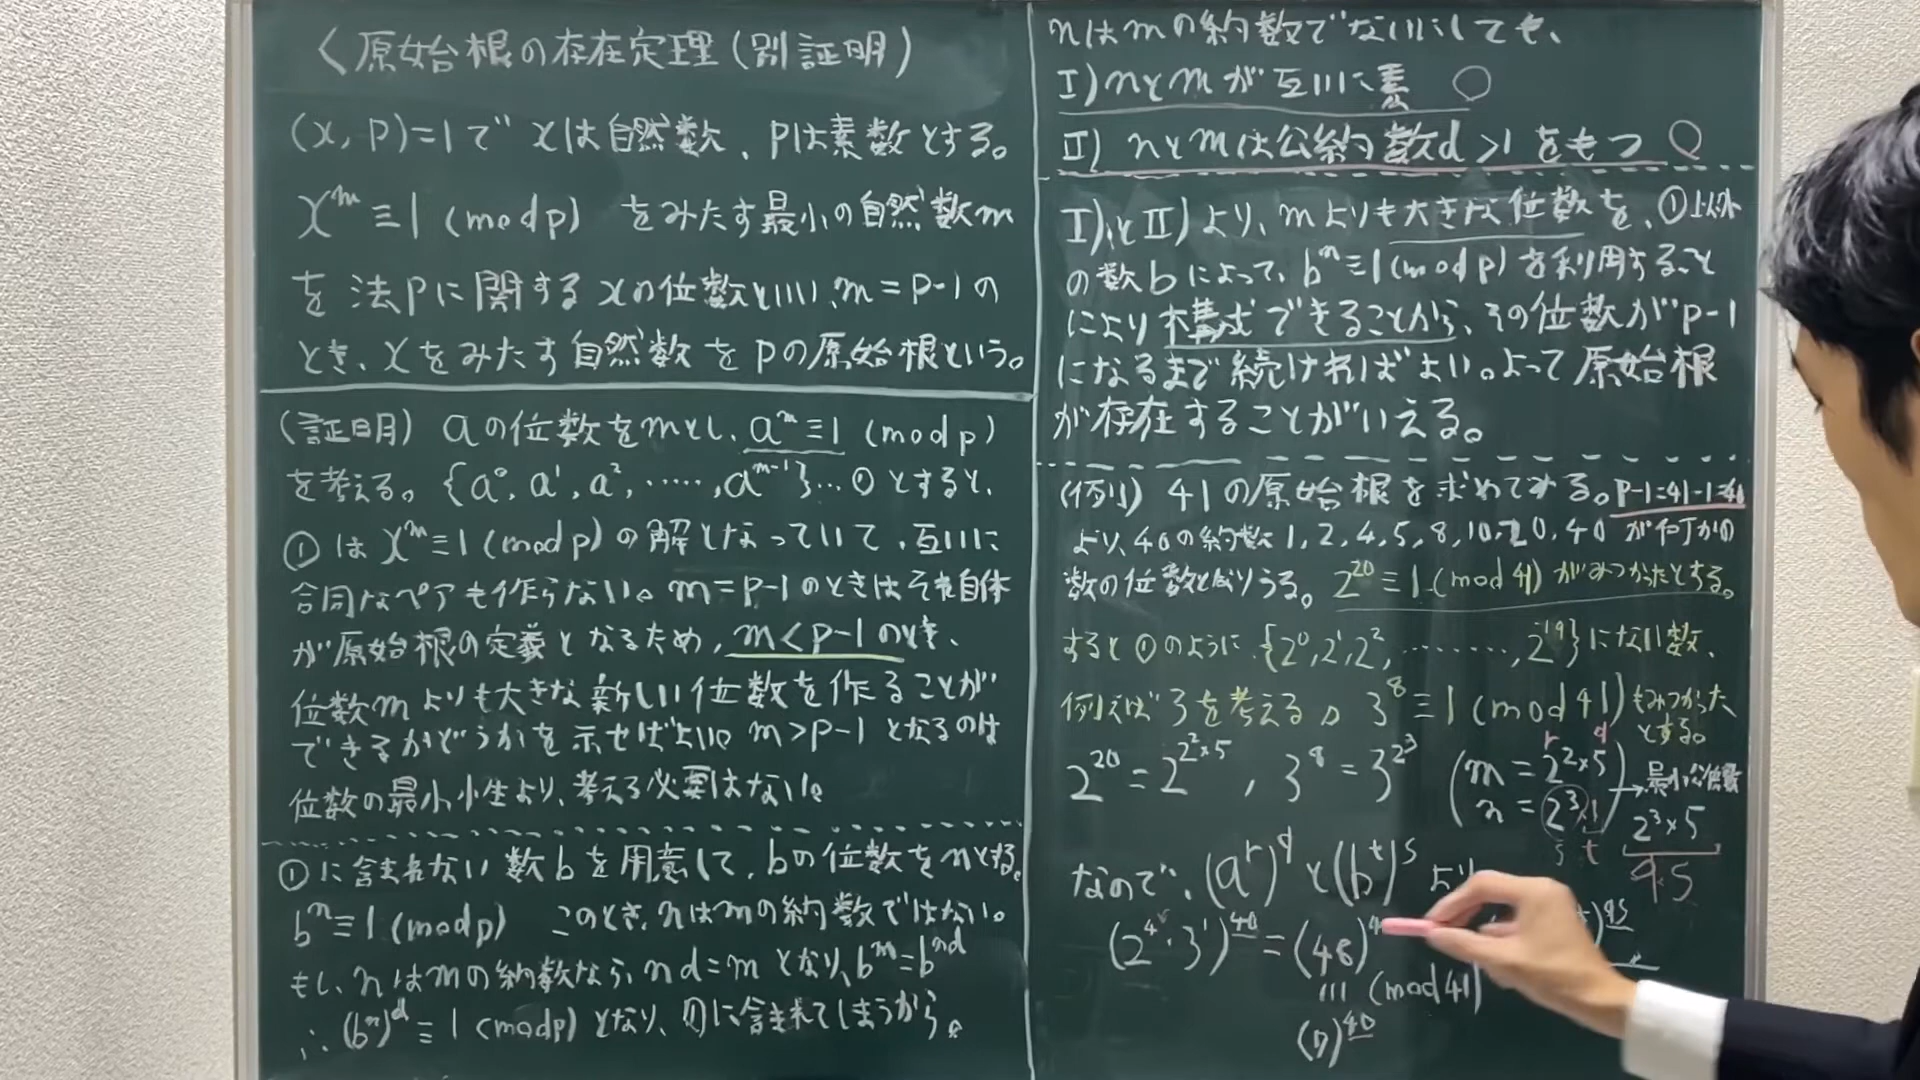 〈原始根の存在定理(別証明)
(x, p)=1で xは自然数、pは素数とする。
x^m ≡ 1 (mod p) をみたす最小の自然数m
を 法pに関するxの位数といい、m = p-1の
とき、xをみたす自然数をpの原始根という。
(証明) aの位数をmとし、a^m ≡ 1 (mod p)
を考える。{a^0, a^1, a^2, ……, a^{m-1}}…① とすると、
①は x^m ≡ 1 (mod p) の解となっていて、互いに
合同なペアも作らない。m = p-1 のときはそれ自体
が原始根の定義となるため, m < p-1 のとき、
位数mよりも大きな新しい位数を作ることが
できるかどうかを示せばよい。m > p-1 となるのは
位数の最小性より、考える必要はない。
①に含まれない数bを用意して、bの位数をnとする。
b^n ≡ 1 (mod p) このとき、nはmの約数ではない。
もし、nはmの約数なら、nd=m となり、b^m = b^{nd}
∴ (b^n)^d ≡ 1 (mod p) となり、①に含まれてしまうから。
nはmの約数でないにしても、
I) nとmが互いに素 ○
II) nとmは公約数d >1 をもつ ○
I)とII)より、mよりも大きな位数を、①以外
の数bによって、b^n ≡ 1 (mod p) を利用すること
により構成できることから、その位数がp-1
になるまで続ければよい。よって原始根
が存在することがいえる。
(例) 41の原始根を求めてみる。p-1=41-1=40
より、40の約数 1, 2, 4, 5, 8, 10, 20, 40 が何かの
数の位数となりうる。2^20 ≡ 1 (mod 41) がみつかったとする。
すると①のように {2^0, 2^1, 2^2, ………, 2^19} にない数、
例えば 3を考える。3^8 ≡ 1 (mod 41) もみつかった
とする。
2^20 = 2^{2^2×5} , 3^8 = 3^{2^3}
r q
(m = 2^2×5
n = 2^3×1) → 最小公倍数
s t
2^3×5
q・s
なので、(a^r)^q と (b^t)^s より
(2^4・3^1)^40 = (48)^4
≡ (mod 41)
(7)^40